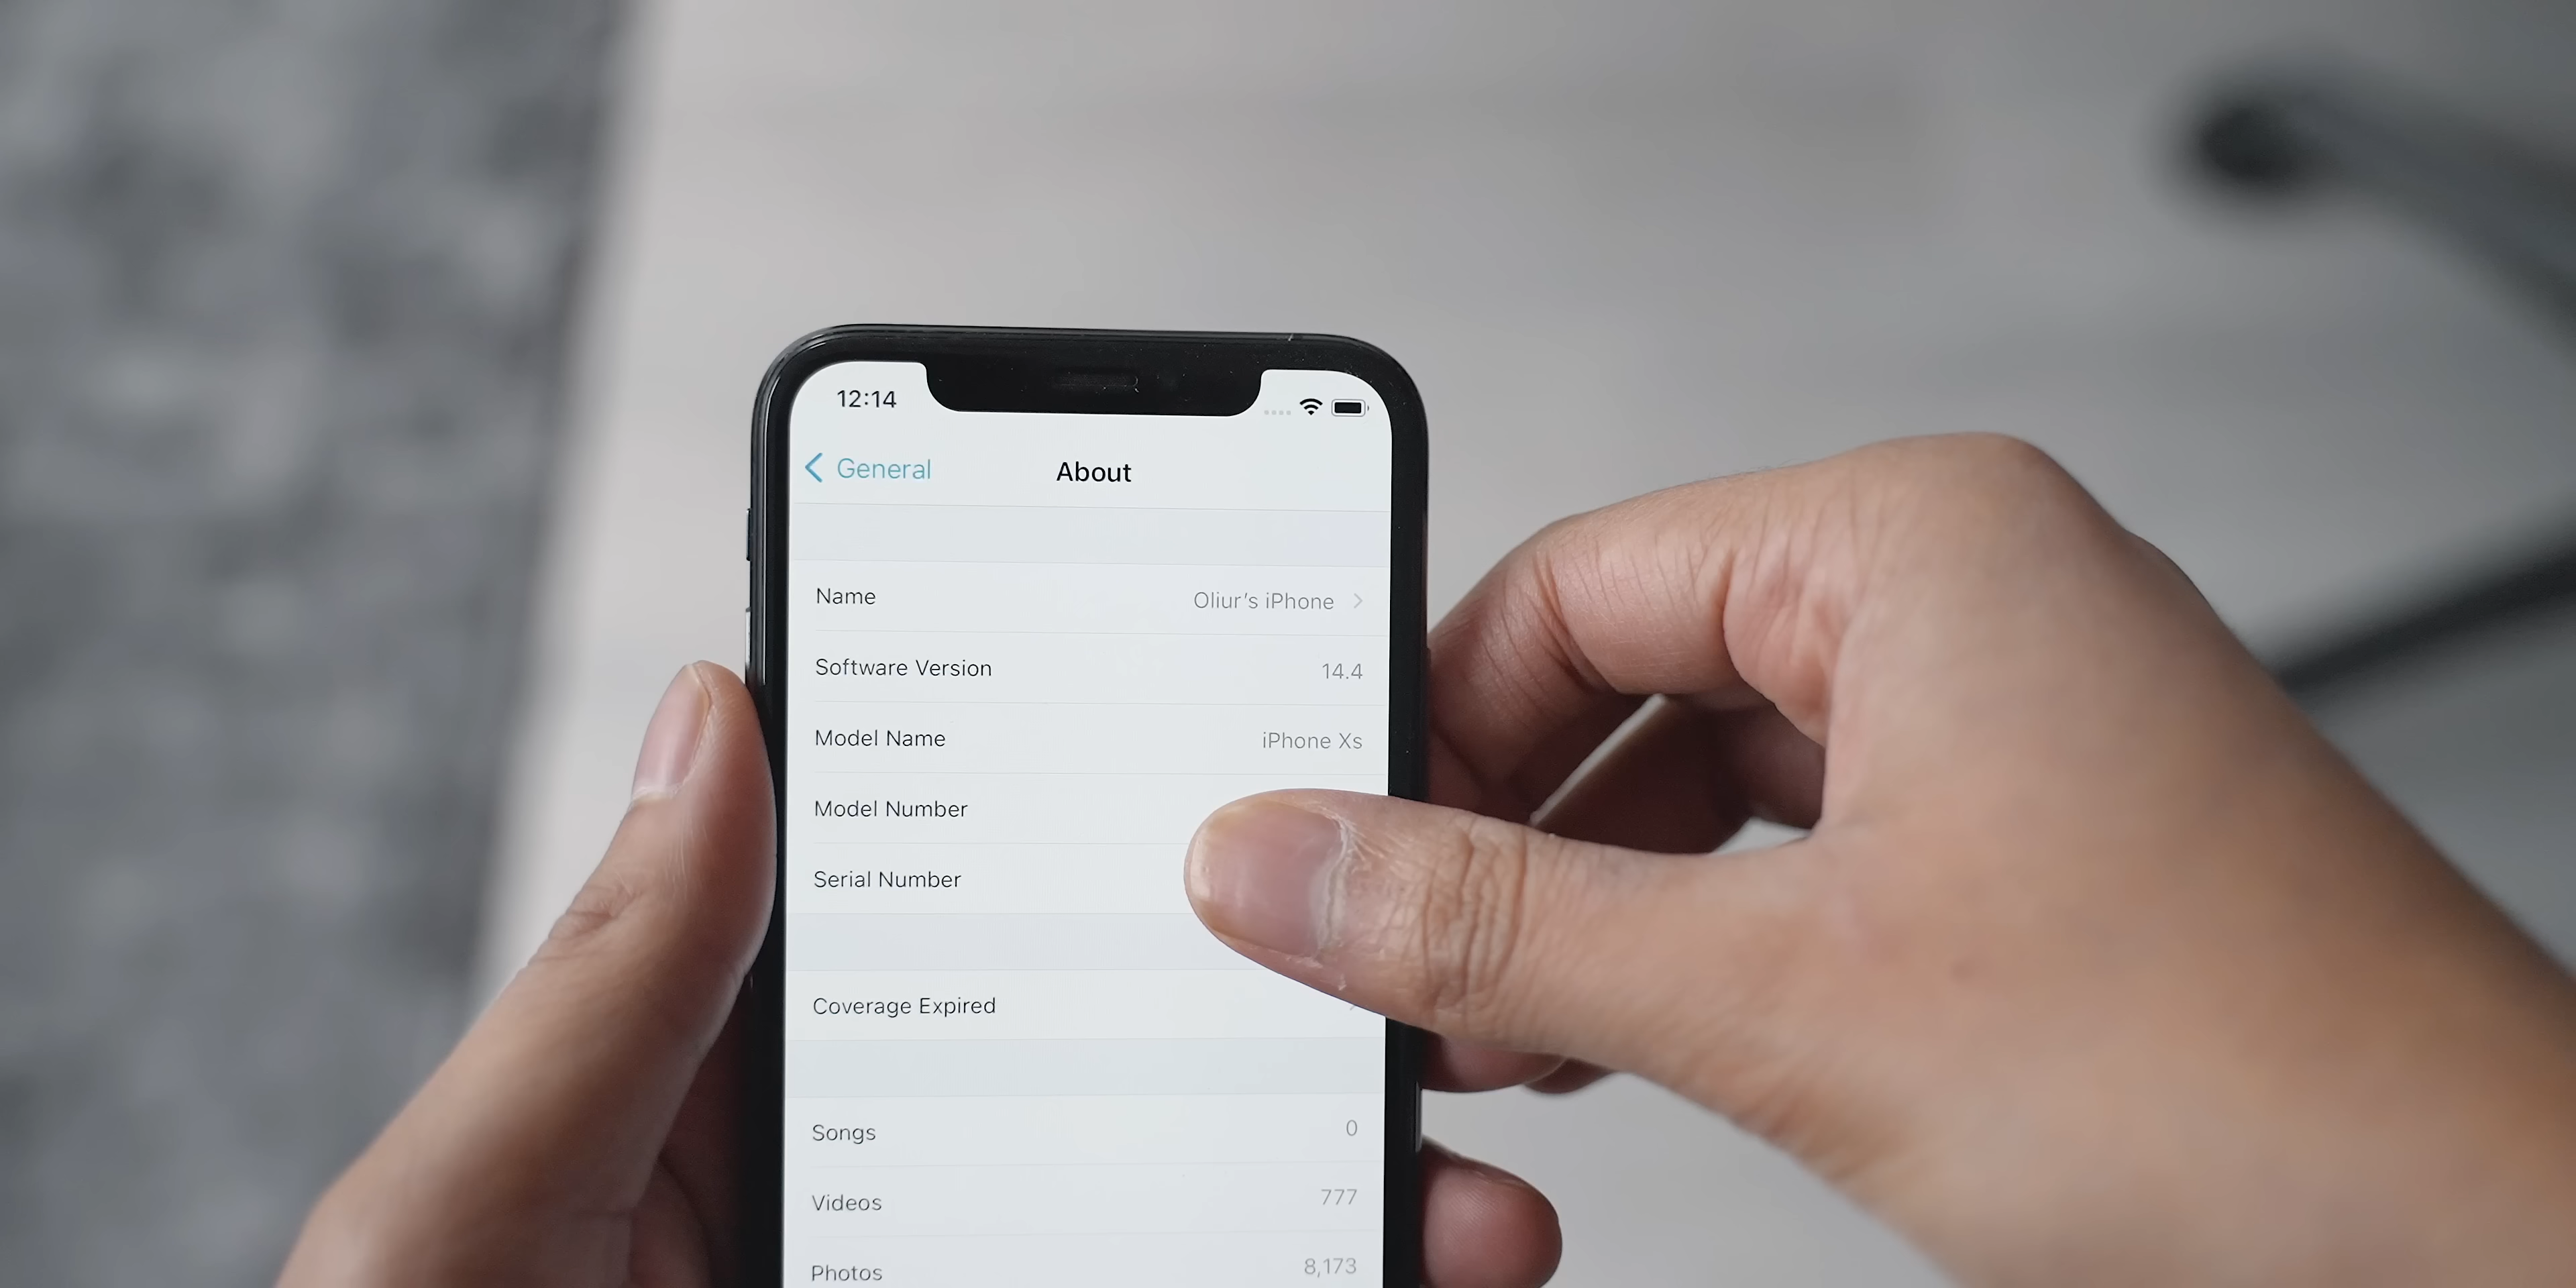 12:14
General
About
Name Oliur’s iPhone
Software Version 14.4
Model Name iPhone Xs
Model Number
Serial Number
Coverage Expired
Songs 0
Videos 777
Photos 8,173